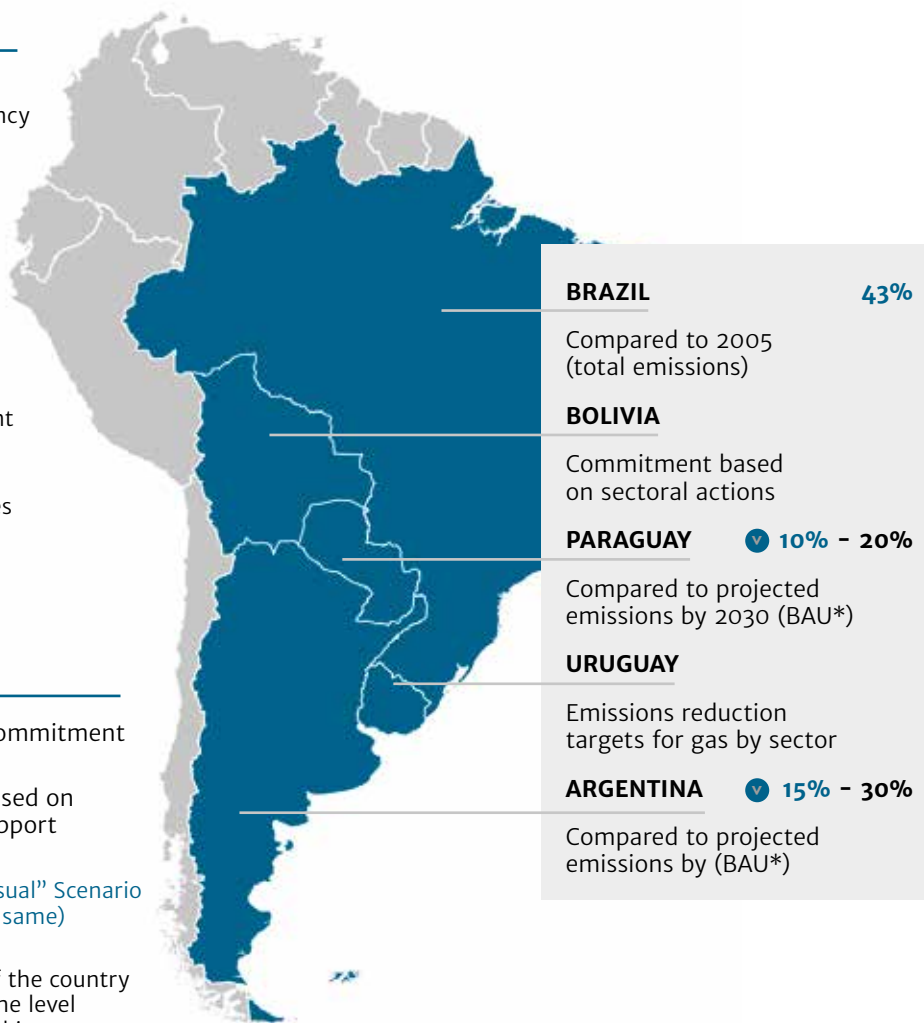 ncy
nt
es
ommitment
sed on
pport
sual” Scenario
same)
f the country
ne level
BRAZIL 43%
Compared to 2005
(total emissions)
BOLIVIA
Commitment based
on sectoral actions
PARAGUAY v 10% - 20%
Compared to projected
emissions by 2030 (BAU*)
URUGUAY
Emissions reduction
targets for gas by sector
ARGENTINA v 15% - 30%
Compared to projected
emissions by (BAU*)